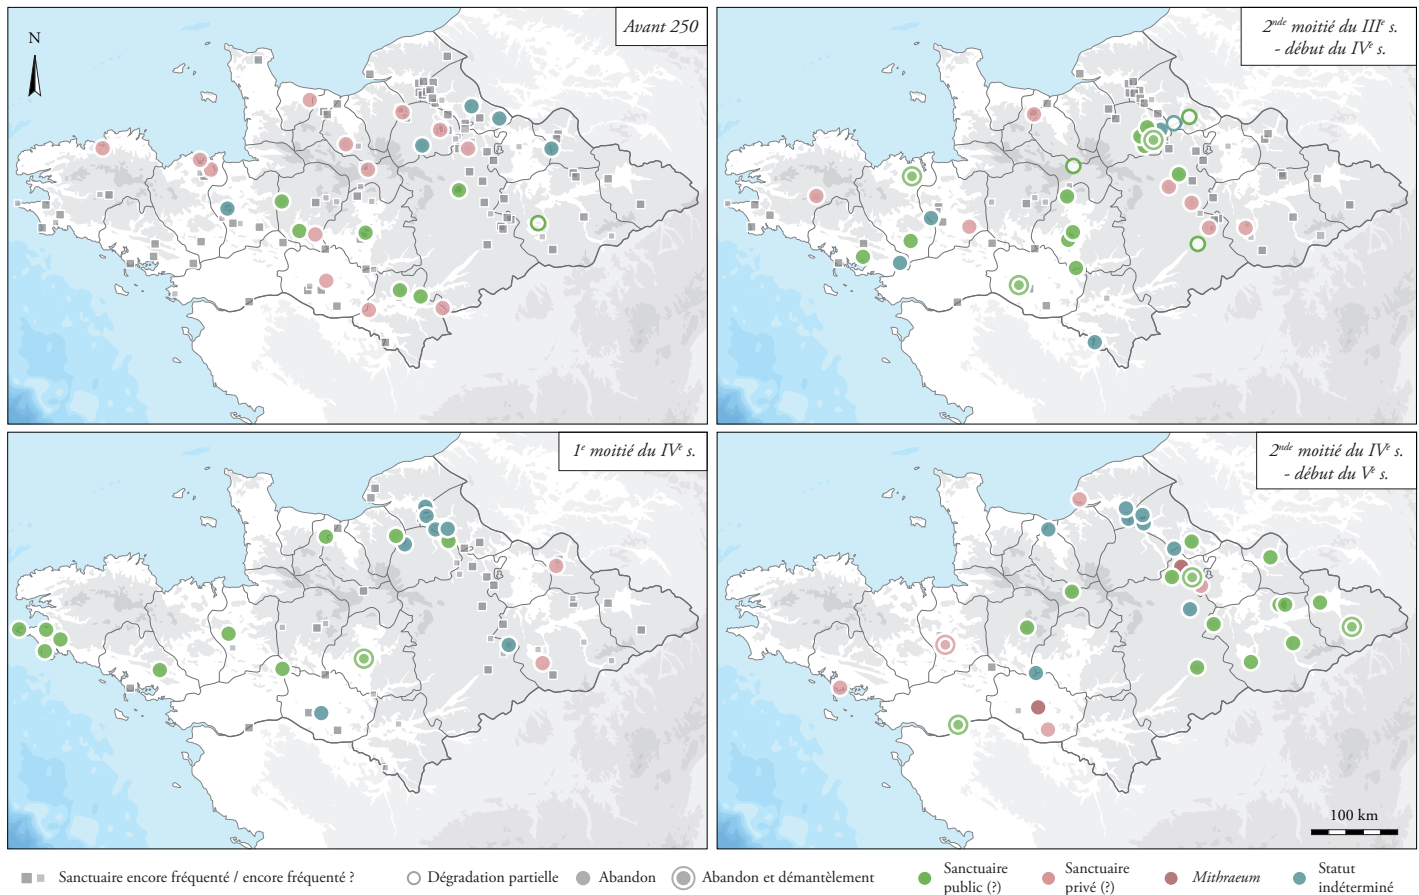 Avant 250
N
2nde moitié du IIIe s.
- début du IVe s.
1e moitié du IVe s.
2nde moitié du IVe s.
- début du Ve s.
100 km
Sanctuaire encore fréquenté / encore fréquenté ?
Dégradation partielle
Abandon
Abandon et démantèlement
Sanctuaire
public (?)
Sanctuaire
privé (?)
Mithraeum
Statut
indéterminé